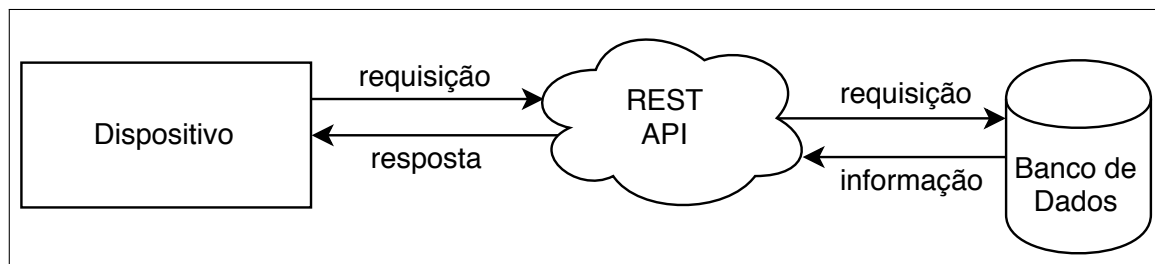 Dispositivo
requisição
resposta
REST
API
requisição
informação
Banco de
Dados